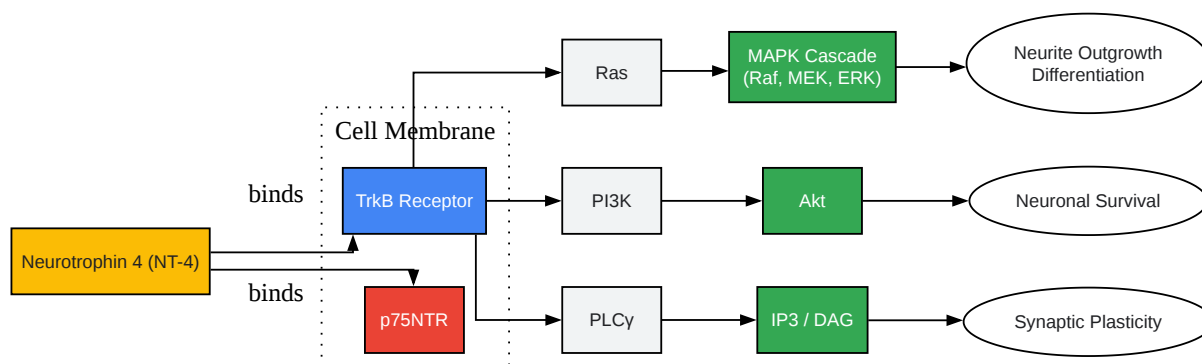 Ras
MAPK Cascade
(Raf, MEK, ERK)
Neurite Outgrowth
Differentiation
Cell Membrane
binds
TrkB Receptor
PI3K
Akt
Neuronal Survival
Neurotrophin 4 (NT-4)
binds
p75NTR
PLCγ
IP3 / DAG
Synaptic Plasticity